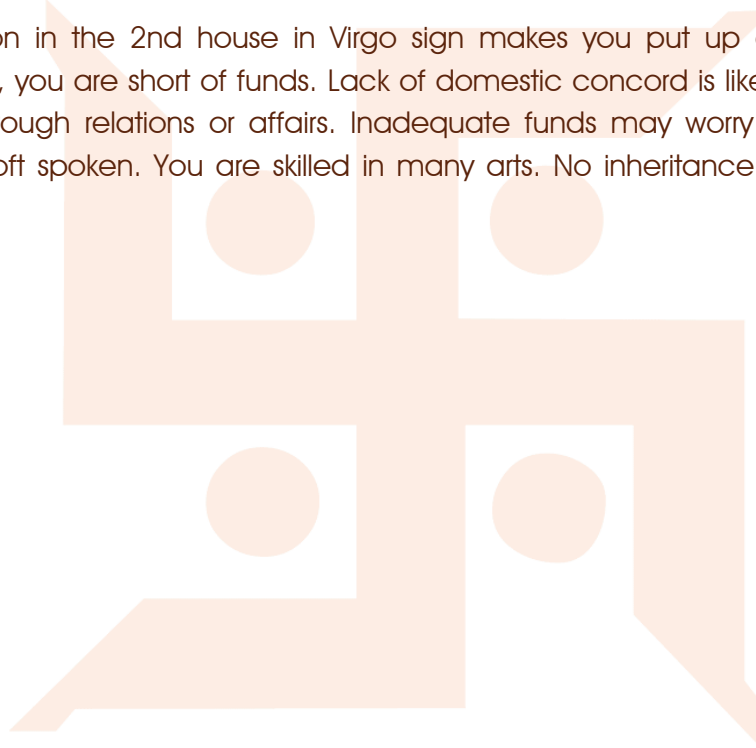 on in the 2nd house in Virgo sign makes you put up
, you are short of funds. Lack of domestic concord is like
ough relations or affairs. Inadequate funds may worry
oft spoken. You are skilled in many arts. No inheritance